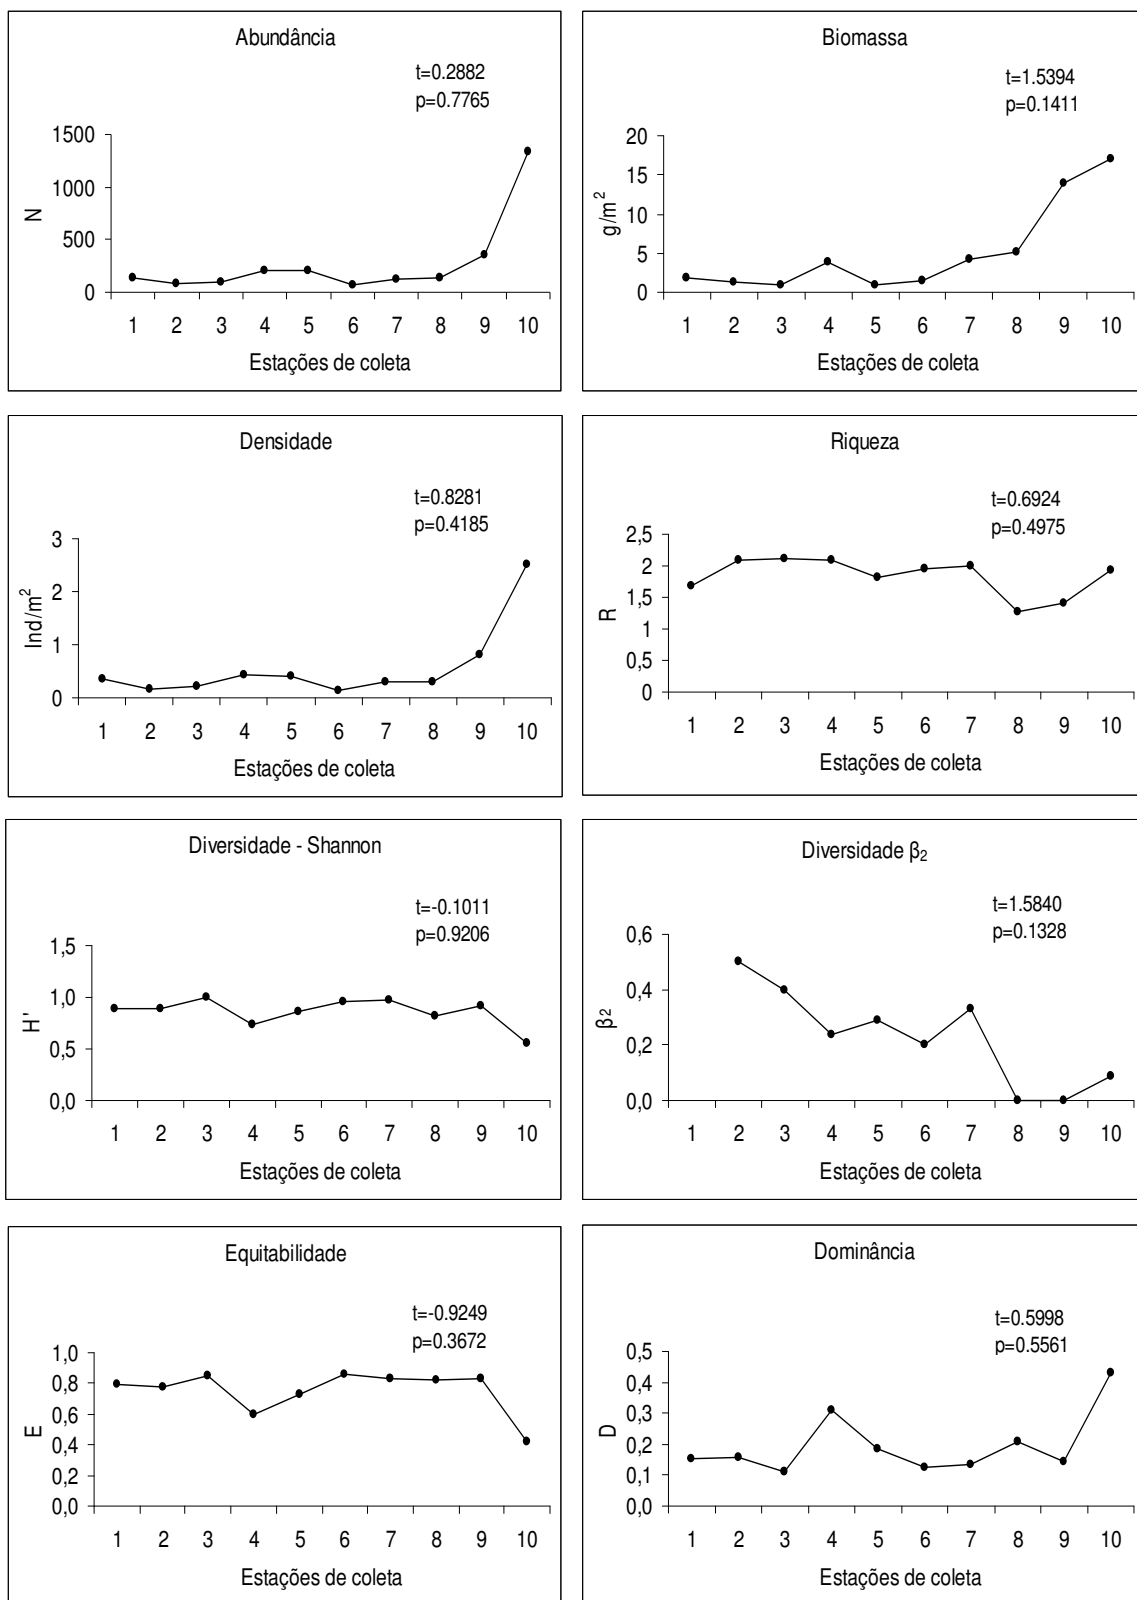 Abundância
t=0.2882
p=0.7765
1500
1000
500
0
N
1 2 3 4 5 6 7 8 9 10
Estações de coleta
Biomassa
t=1.5394
p=0.1411
20
15
10
5
0
g/m²
1 2 3 4 5 6 7 8 9 10
Estações de coleta
Densidade
t=0.8281
p=0.4185
3
2
1
0
Ind/m²
1 2 3 4 5 6 7 8 9 10
Estações de coleta
Riqueza
t=0.6924
p=0.4975
2,5
2
1,5
1
0,5
0
R
1 2 3 4 5 6 7 8 9 10
Estações de coleta
Diversidade - Shannon
t=-0.1011
p=0.9206
1,5
1,0
0,5
0,0
H'
1 2 3 4 5 6 7 8 9 10
Estações de coleta
Diversidade β₂
t=1.5840
p=0.1328
0,6
0,4
0,2
0,0
β₂
1 2 3 4 5 6 7 8 9 10
Estações de coleta
Equitabilidade
t=-0.9249
p=0.3672
1,0
0,8
0,6
0,4
0,2
0,0
E
1 2 3 4 5 6 7 8 9 10
Estações de coleta
Dominância
t=0.5998
p=0.5561
0,5
0,4
0,3
0,2
0,1
0,0
D
1 2 3 4 5 6 7 8 9 10
Estações de coleta